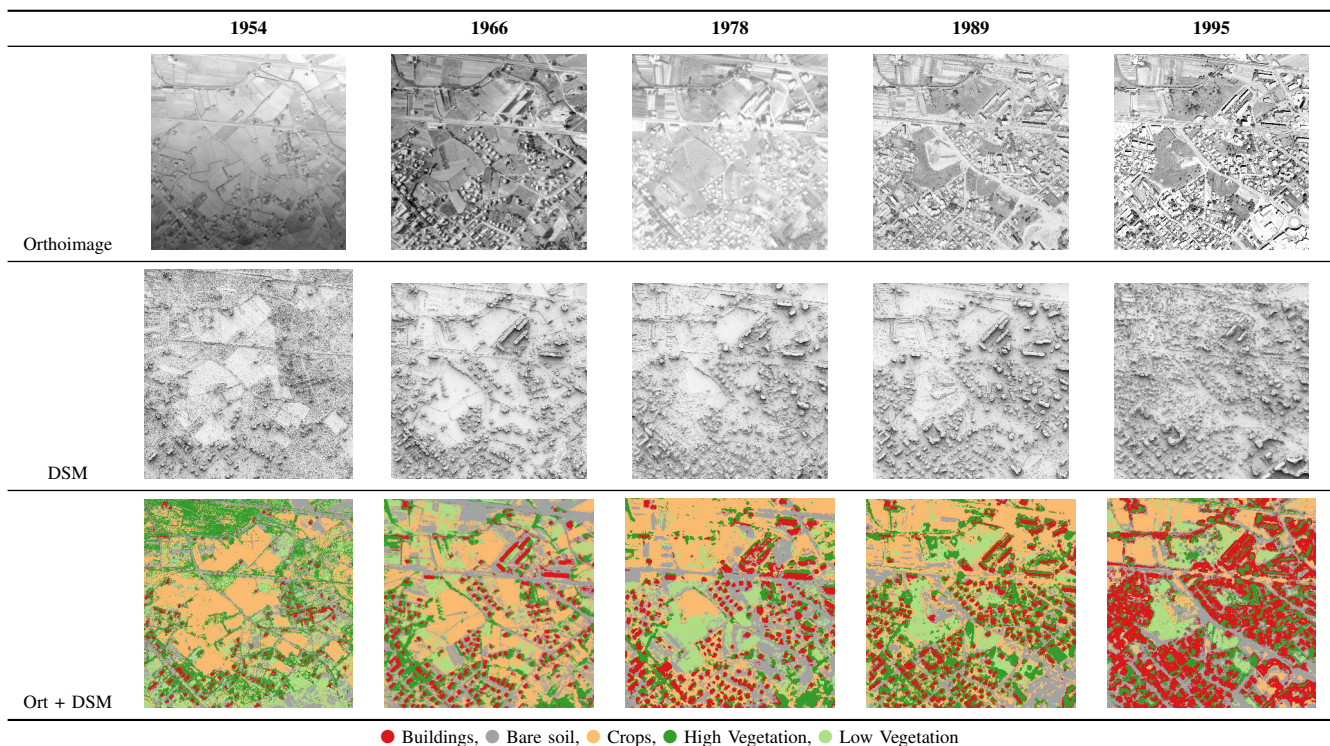 1954 1966 1978 1989 1995
Orthoimage
DSM
Ort + DSM
Buildings, Bare soil, Crops, High Vegetation, Low Vegetation